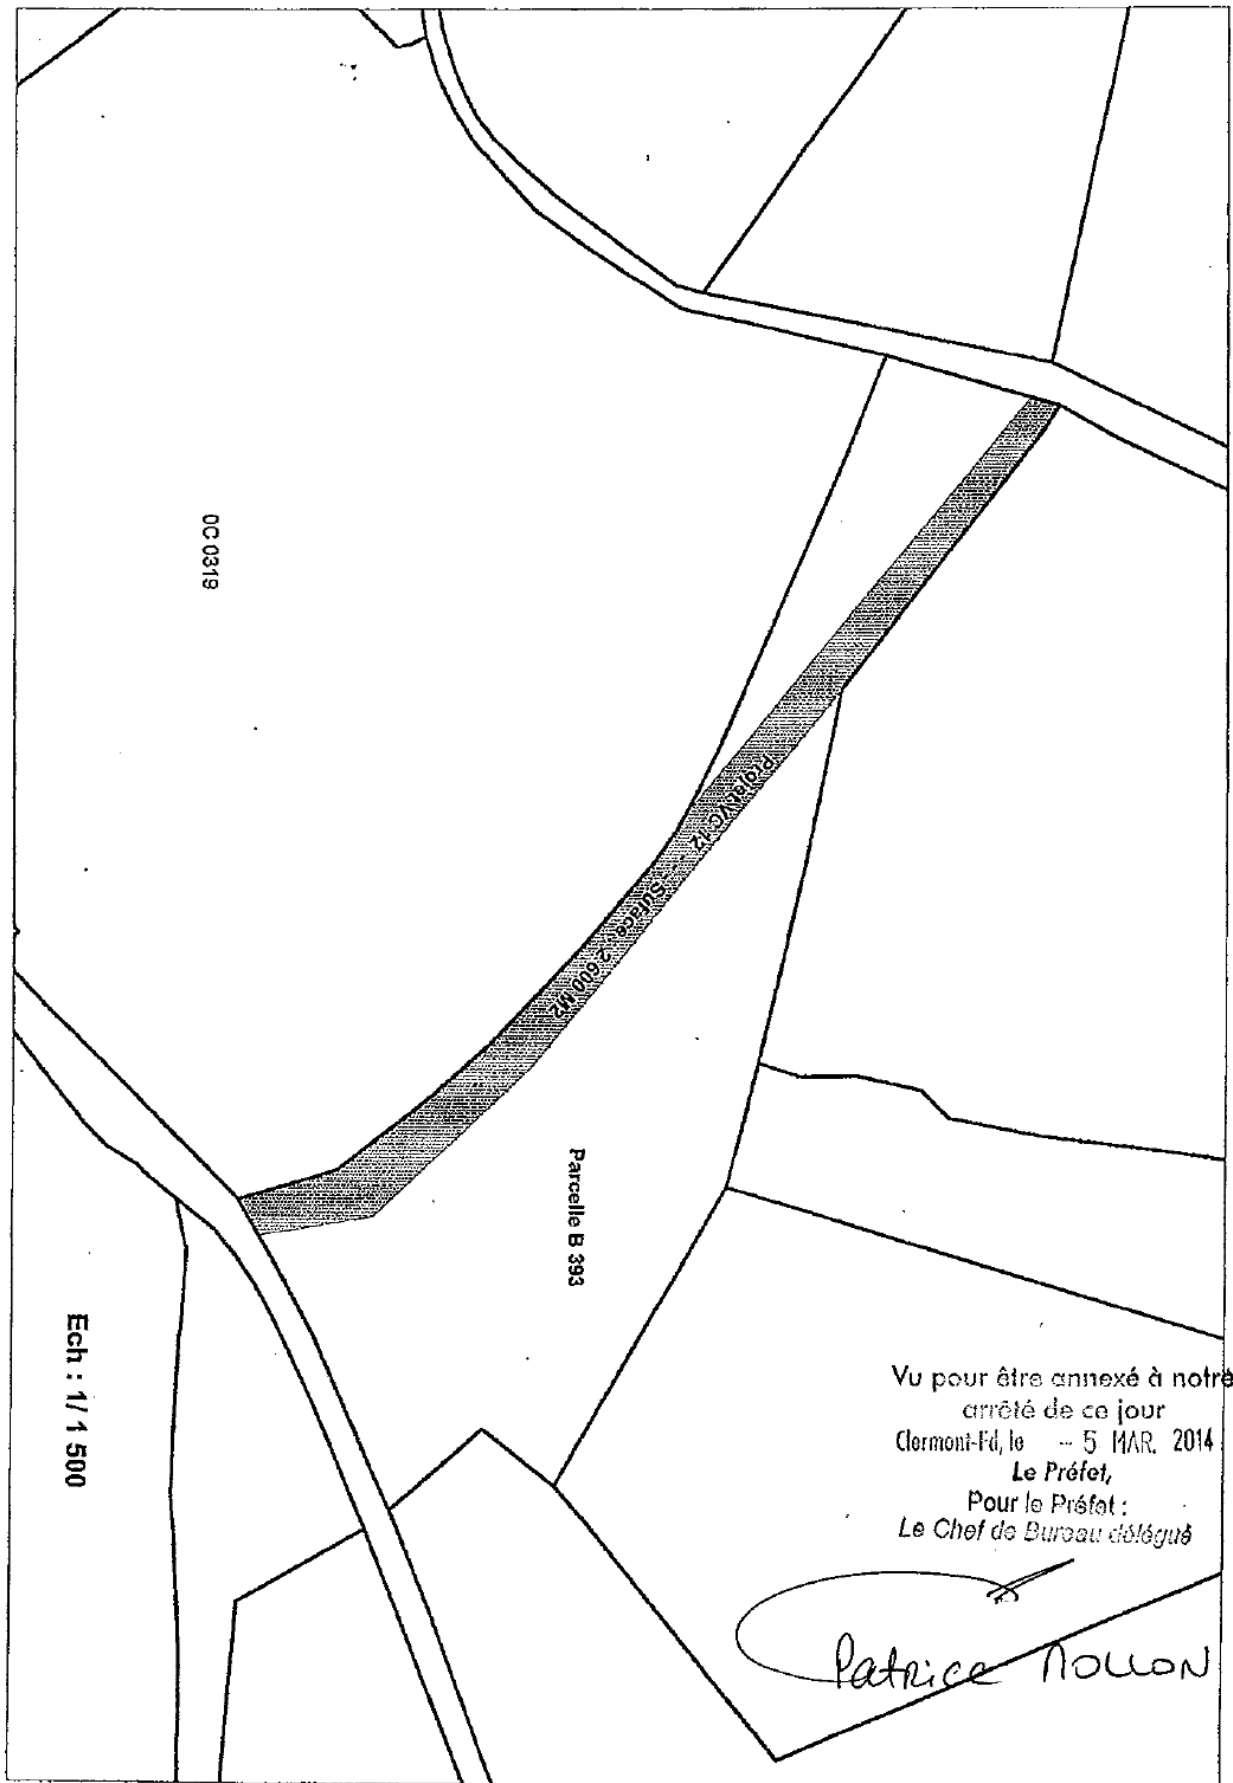 0C 0319
Projet VC 12 - - - Suface : 2 600 M2
Parcelle B 393
Ech : 1/ 1 500
Vu pour être annexé à notre
arrêté de ce jour
Clermont-Fd, le - 5 MAR. 2014
Le Préfet,
Pour le Préfet :
Le Chef de Bureau délégué
Patrice MOLLON